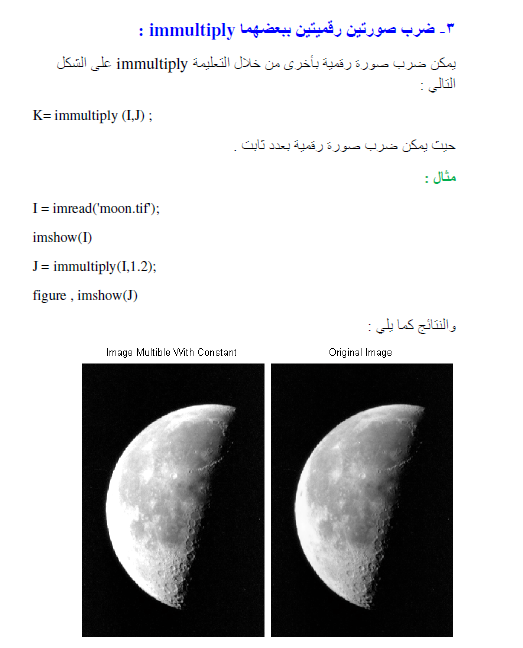 ٣- ضرب صورتين رقميتين ببعضهما immultiply :
يمكن ضرب صورة رقمية بأخرى من خلال التعليمة immultiply على الشكل
التالي :
K= immultiply (I,J) ;
حيث يمكن ضرب صورة رقمية بعدد ثابت .
مثال :
I = imread('moon.tif');
imshow(I)
J = immultiply(I,1.2);
figure , imshow(J)
والنتائج كما يلي :
Image Multible With Constant
Original Image